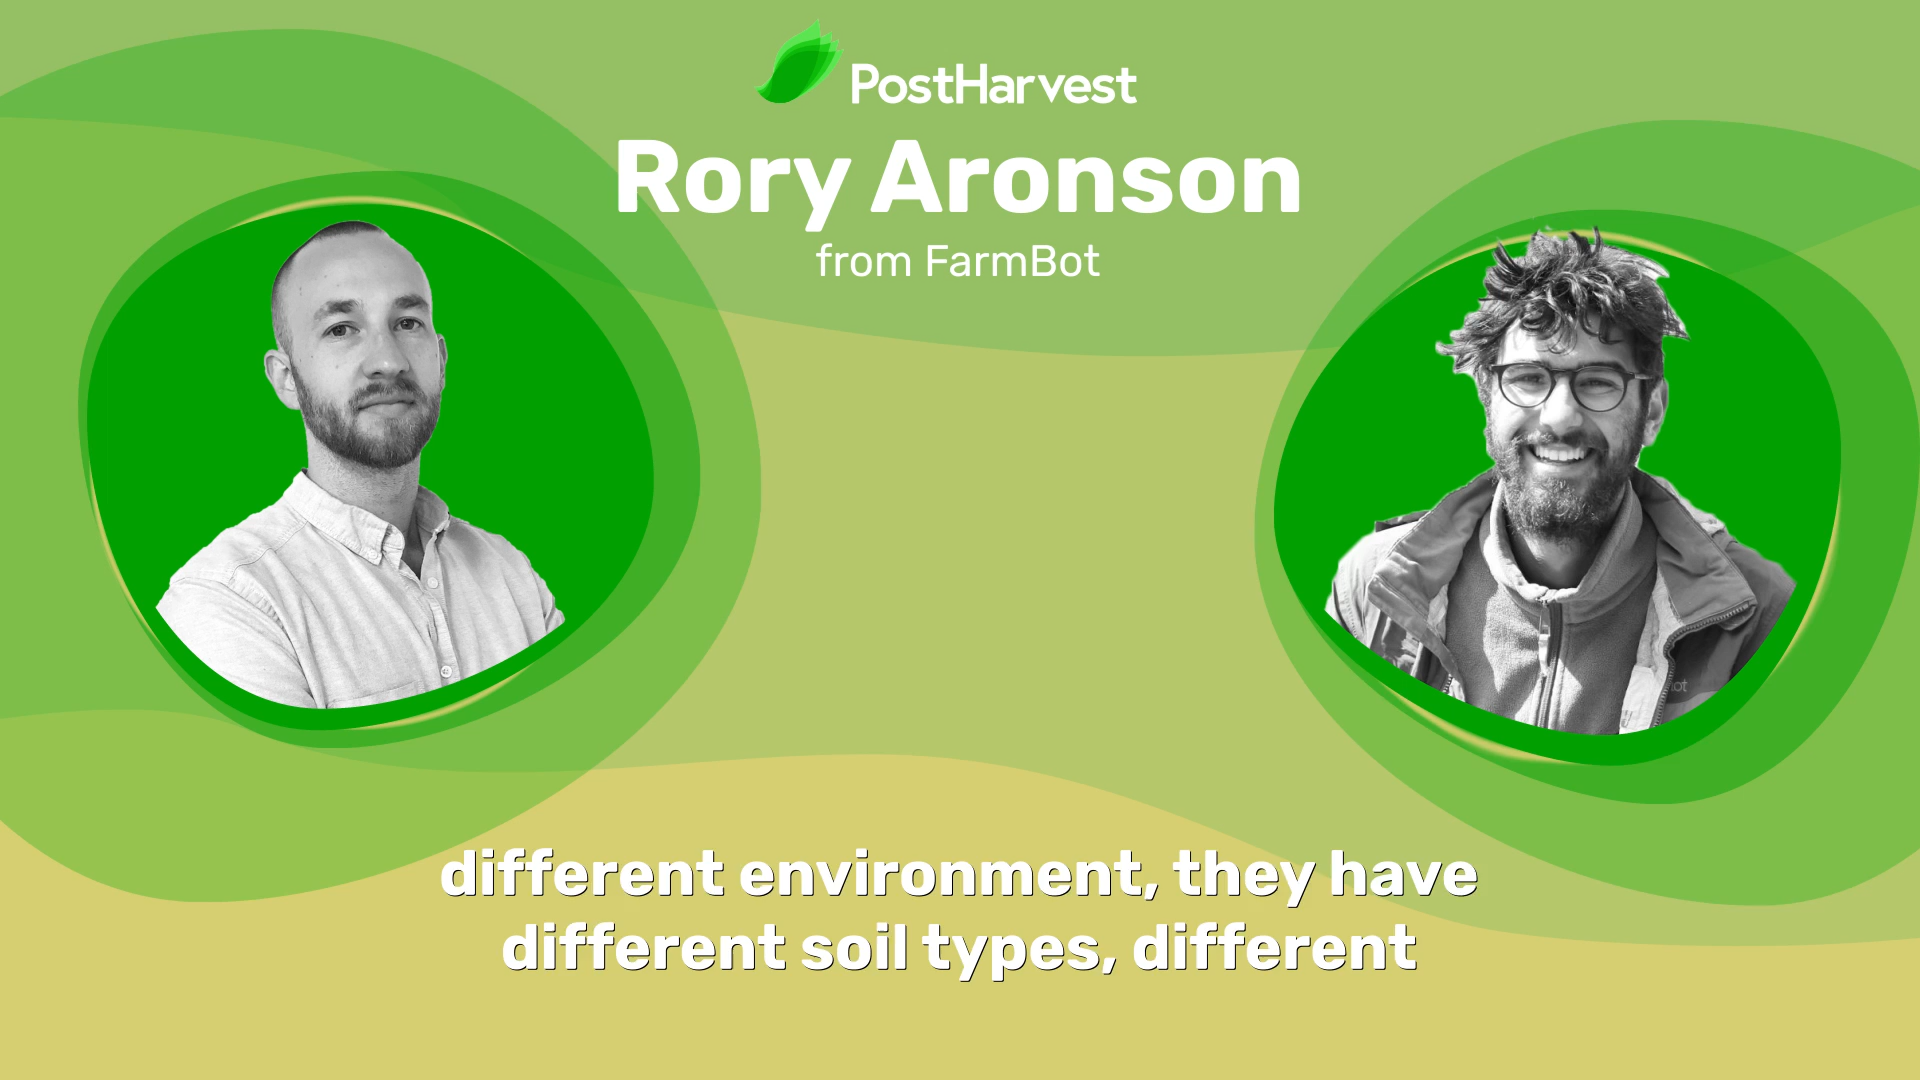 PostHarvest
Rory Aronson
from FarmBot
different environment, they have
different soil types, different